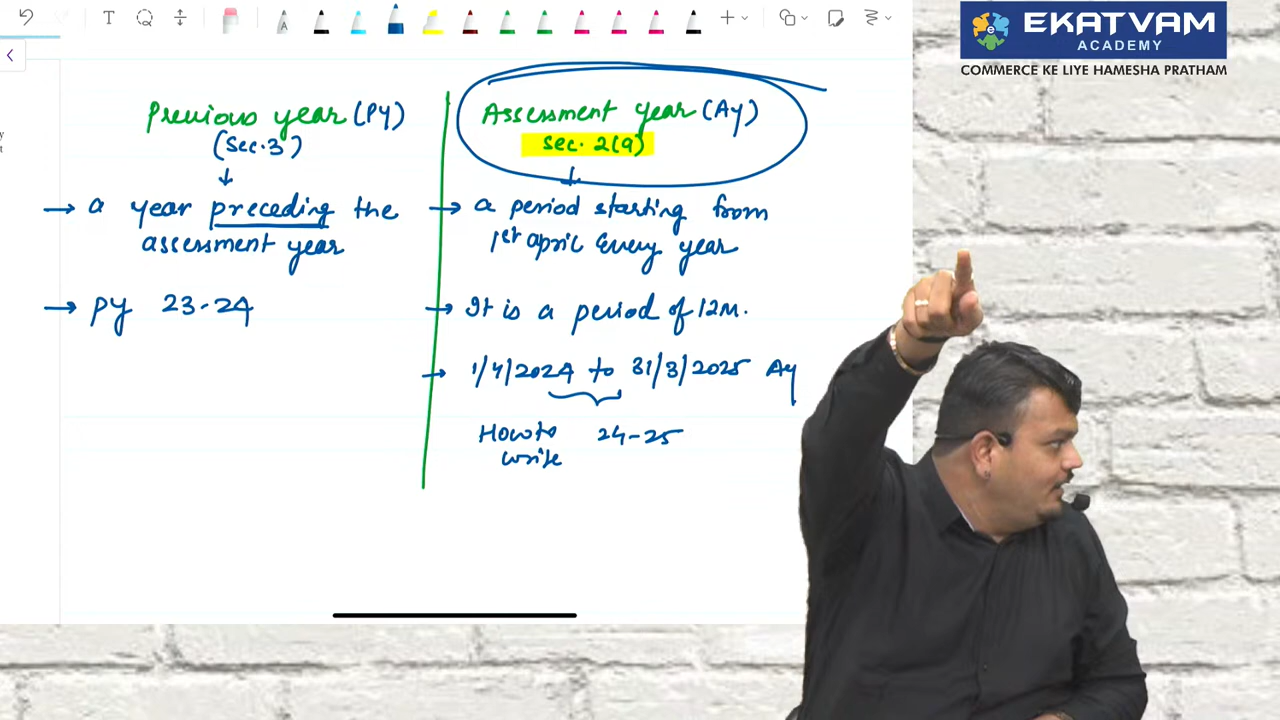 EKATVAM
ACADEMY
COMMERCE KE LIYE HAMESHA PRATHAM
Previous year (Py)
(Sec.3)
→ a year preceding the
assessment year
→ Py 23-24
Assessment year (Ay)
Sec. 2(9)
→ a period starting from
1st april Every year
→ It is a period of 12M.
→ 1/4/2024 to 31/3/2025 Ay
How to 24-25
write